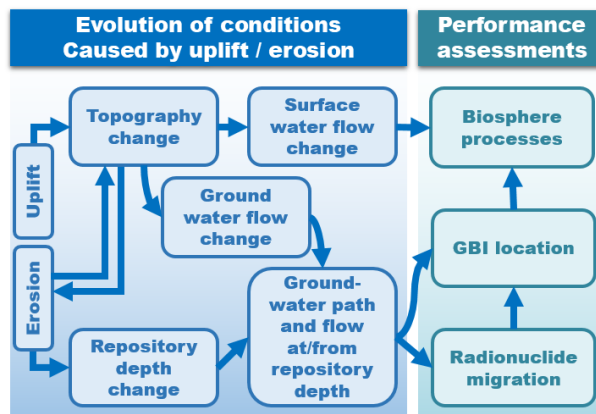 Evolution of conditions
Caused by uplift / erosion
Performance
assessments
Uplift
Erosion
Topography
change
Surface
water flow
change
Biosphere
processes
Ground
water flow
change
GBI location
Ground-
water path
and flow
at/from
repository
depth
Repository
depth
change
Radionuclide
migration